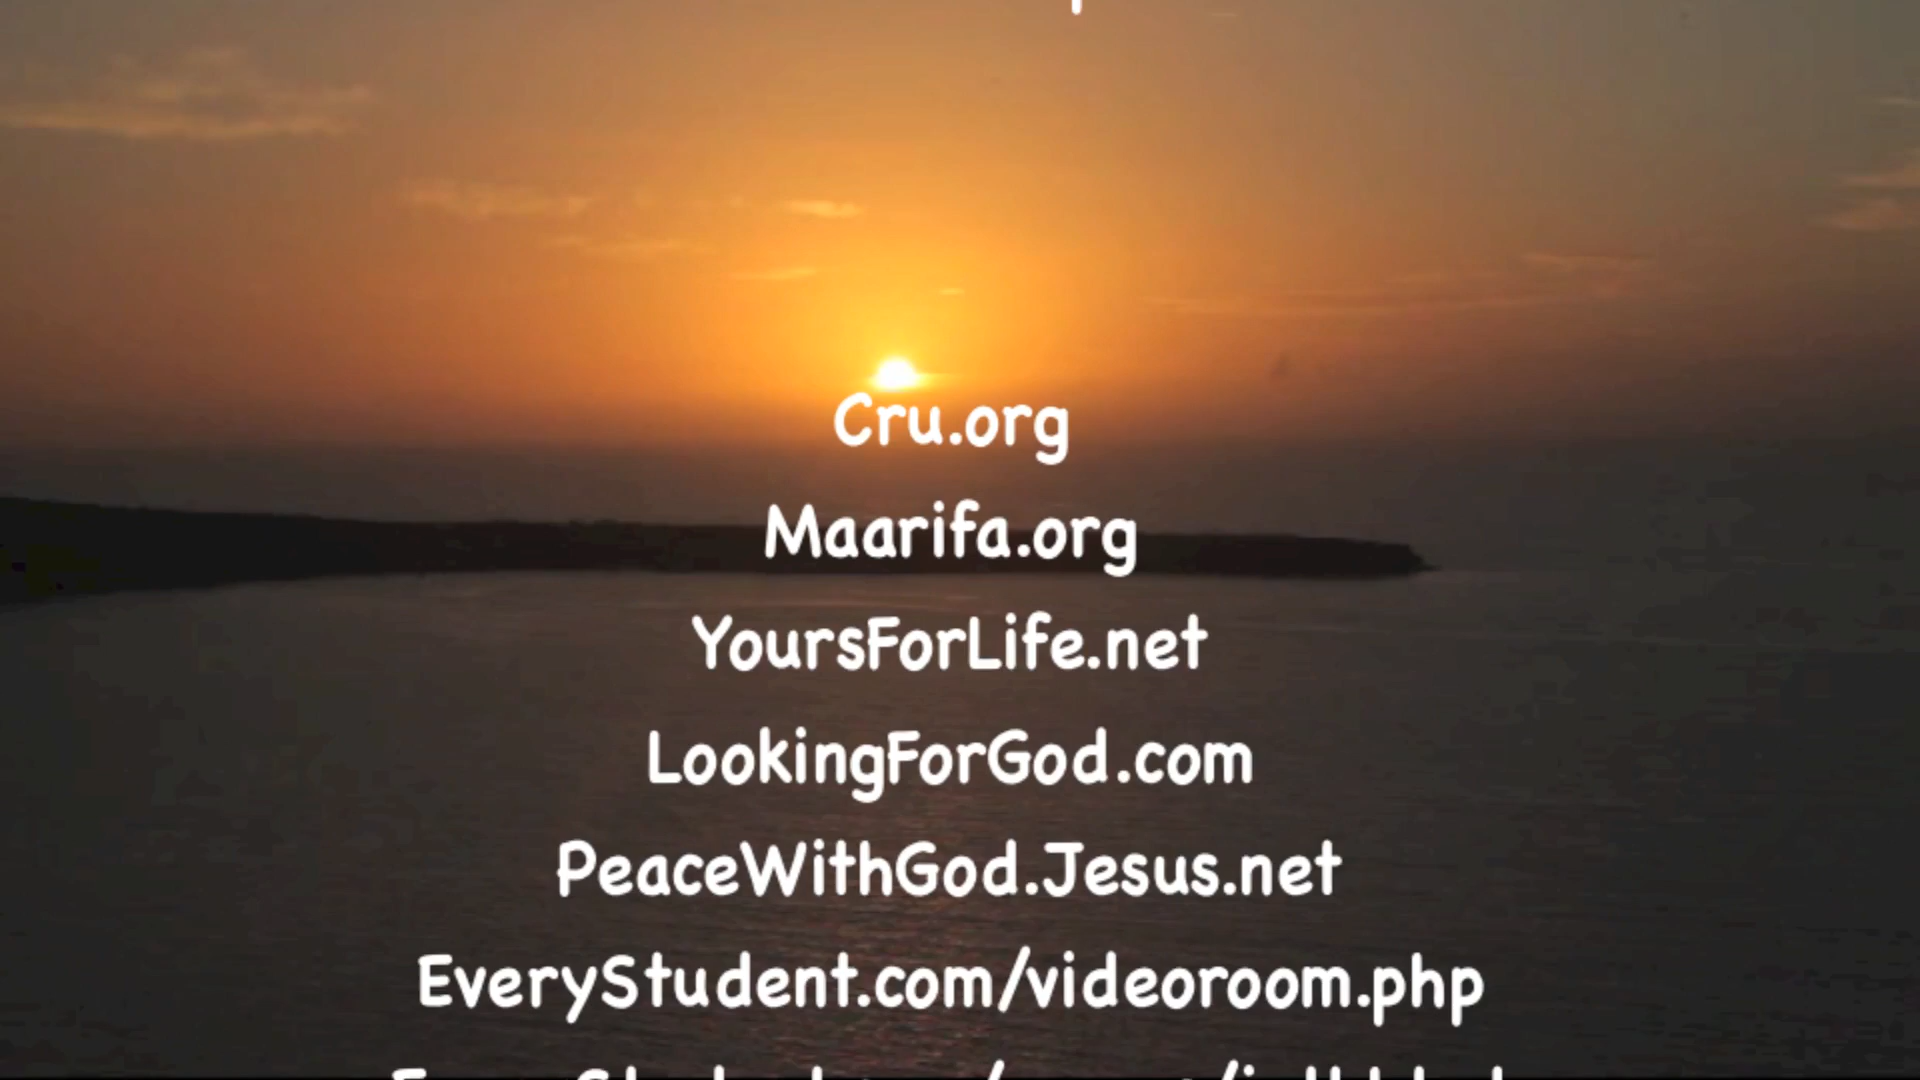 Cru.org
Maarifa.org
YoursForLife.net
LookingForGod.com
PeaceWithGod.Jesus.net
EveryStudent.com/videoroom.php